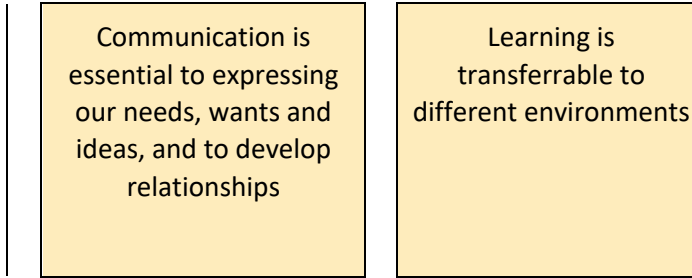 Communication is
essential to expressing
our needs, wants and
ideas, and to develop
relationships
Learning is
transferrable to
different environments